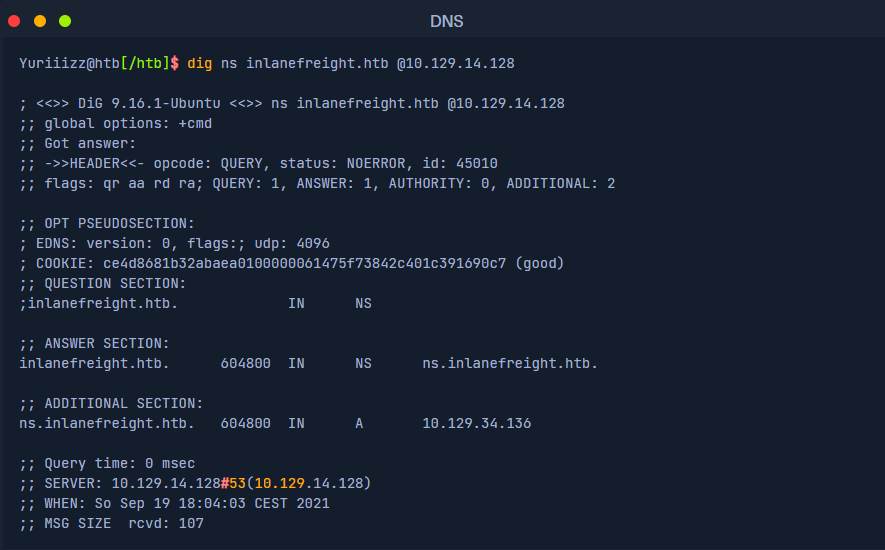 DNS
Yuriiizz@htb[/htb]$ dig ns inlanefreight.htb @10.129.14.128
; <<>> DiG 9.16.1-Ubuntu <<>> ns inlanefreight.htb @10.129.14.128
;; global options: +cmd
;; Got answer:
;; ->>HEADER<<- opcode: QUERY, status: NOERROR, id: 45010
;; flags: qr aa rd ra; QUERY: 1, ANSWER: 1, AUTHORITY: 0, ADDITIONAL: 2
;; OPT PSEUDOSECTION:
; EDNS: version: 0, flags:; udp: 4096
; COOKIE: ce4d8681b32abaea0100000061475f73842c401c391690c7 (good)
;; QUESTION SECTION:
;inlanefreight.htb.             IN      NS
;; ANSWER SECTION:
inlanefreight.htb.      604800  IN      NS      ns.inlanefreight.htb.
;; ADDITIONAL SECTION:
ns.inlanefreight.htb.   604800  IN      A       10.129.34.136
;; Query time: 0 msec
;; SERVER: 10.129.14.128#53(10.129.14.128)
;; WHEN: So Sep 19 18:04:03 CEST 2021
;; MSG SIZE  rcvd: 107